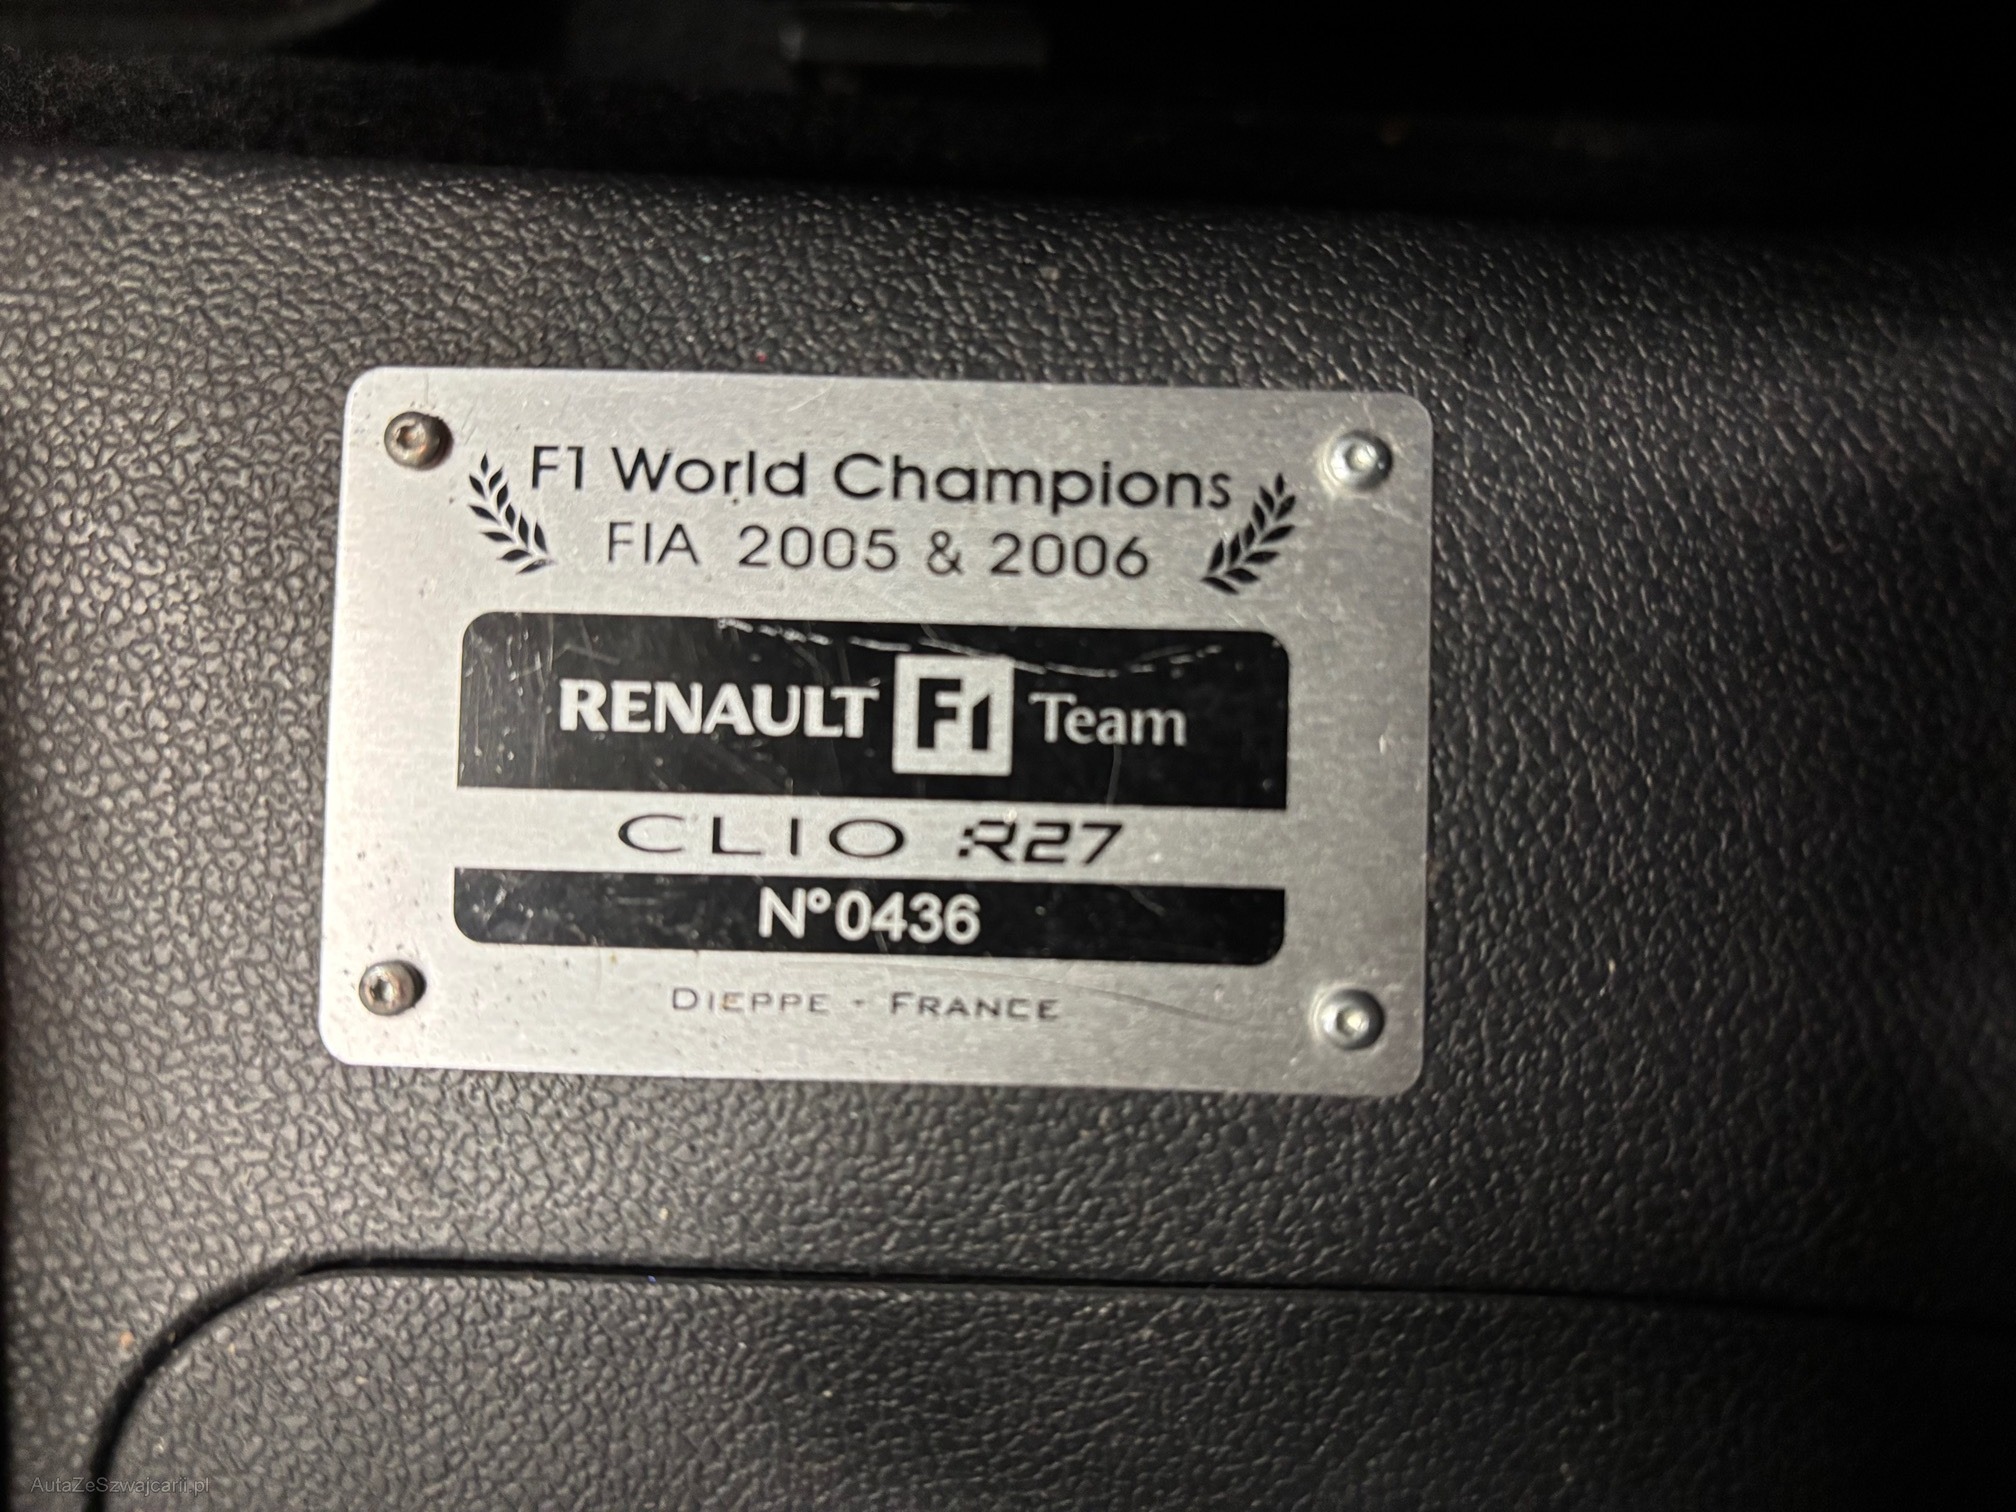 F1 World Champions
FIA 2005 & 2006
RENAULT F1 Team
CLIO R27
N°0436
DIEPPE - FRANCE
AutaZeSzwajcarii.pl